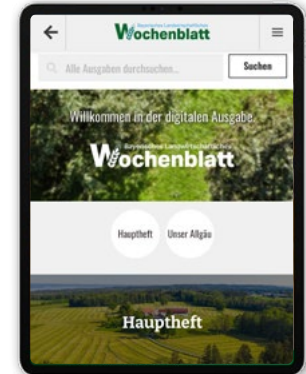 Bayerisches Landwirtschaftliches
Wochenblatt
Alle Ausgaben durchsuchen...
Suchen
Willkommen in der digitalen Ausgabe.
Bayerisches Landwirtschaftliches
Wochenblatt
Hauptheft
Unser Allgäu
Hauptheft